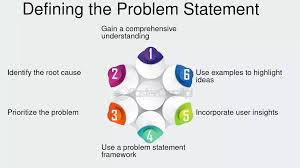 Defining the Problem Statement
Gain a comprehensive
understanding
1
Identify the root cause
2
6
Use examples to highlight
ideas
Prioritize the problem
3
5
Incorporate user insights
4
Use a problem statement
framework